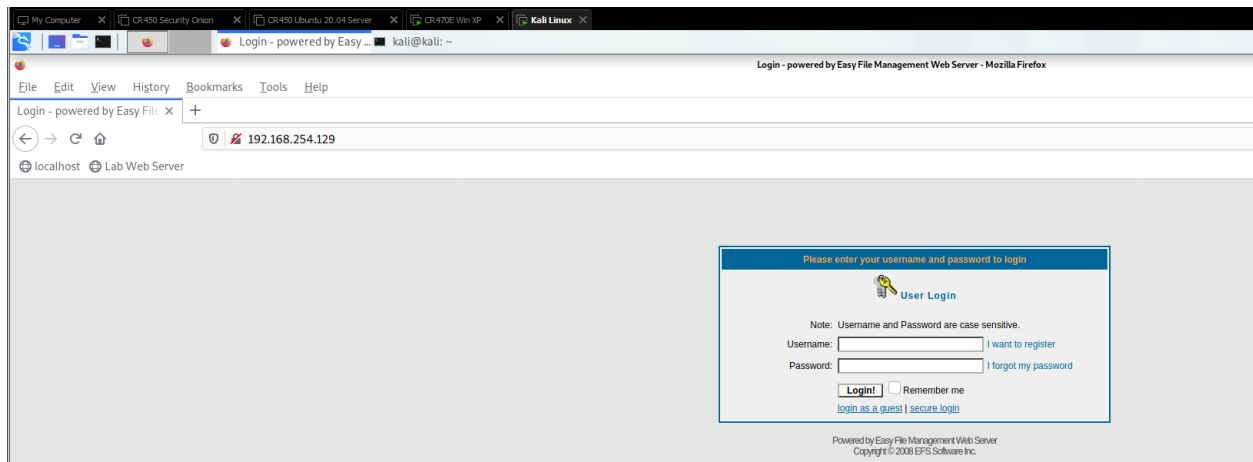 My Computer CR450 Security Onion CR450 Ubuntu 20.04 Server CR470E Win XP Kali Linux
Login - powered by Easy ... kali@kali: ~
Login - powered by Easy File Management Web Server - Mozilla Firefox
File Edit View History Bookmarks Tools Help
Login - powered by Easy File
192.168.254.129
localhost Lab Web Server
Please enter your username and password to login
User Login
Note: Username and Password are case sensitive.
Username: I want to register
Password: I forgot my password
Login! Remember me
login as a guest | secure login
Powered by Easy File Management Web Server
Copyright © 2008 EFS Software Inc.